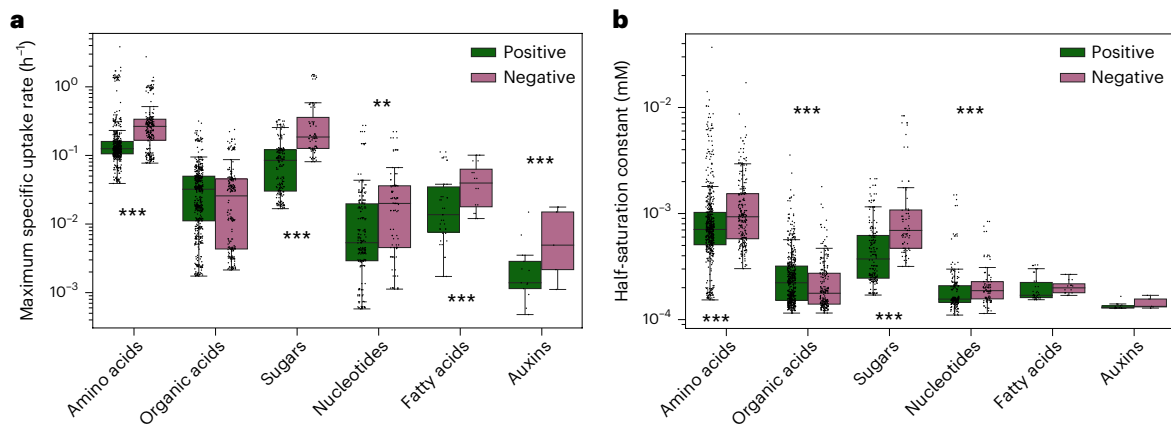 a
Maximum specific uptake rate (h⁻¹)
10⁰
10⁻¹
10⁻²
10⁻³
Positive
Negative
***
***
**
***
***
Amino acids
Organic acids
Sugars
Nucleotides
Fatty acids
Auxins
b
Half-saturation constant (mM)
10⁻²
10⁻³
10⁻⁴
Positive
Negative
***
***
***
***
Amino acids
Organic acids
Sugars
Nucleotides
Fatty acids
Auxins